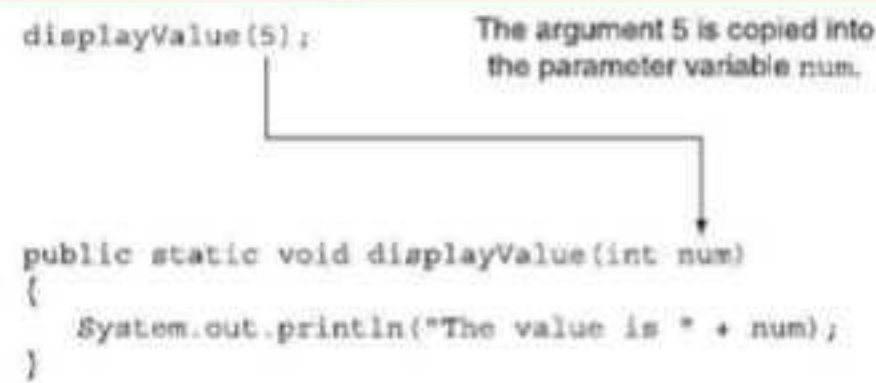 displayValue(5);
The argument 5 is copied into
the parameter variable num.
public static void displayValue(int num)
{
System.out.println("The value is " + num);
}